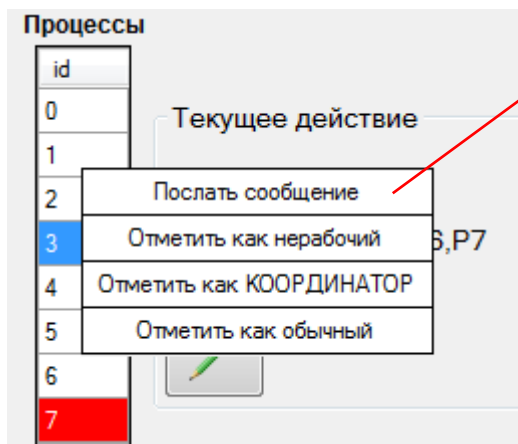 Процессы
id
0
Текущее действие
1
2
Послать сообщение
3
Отметить как нерабочий
,P7
4
Отметить как КООРДИНАТОР
5
Отметить как обычный
6
7